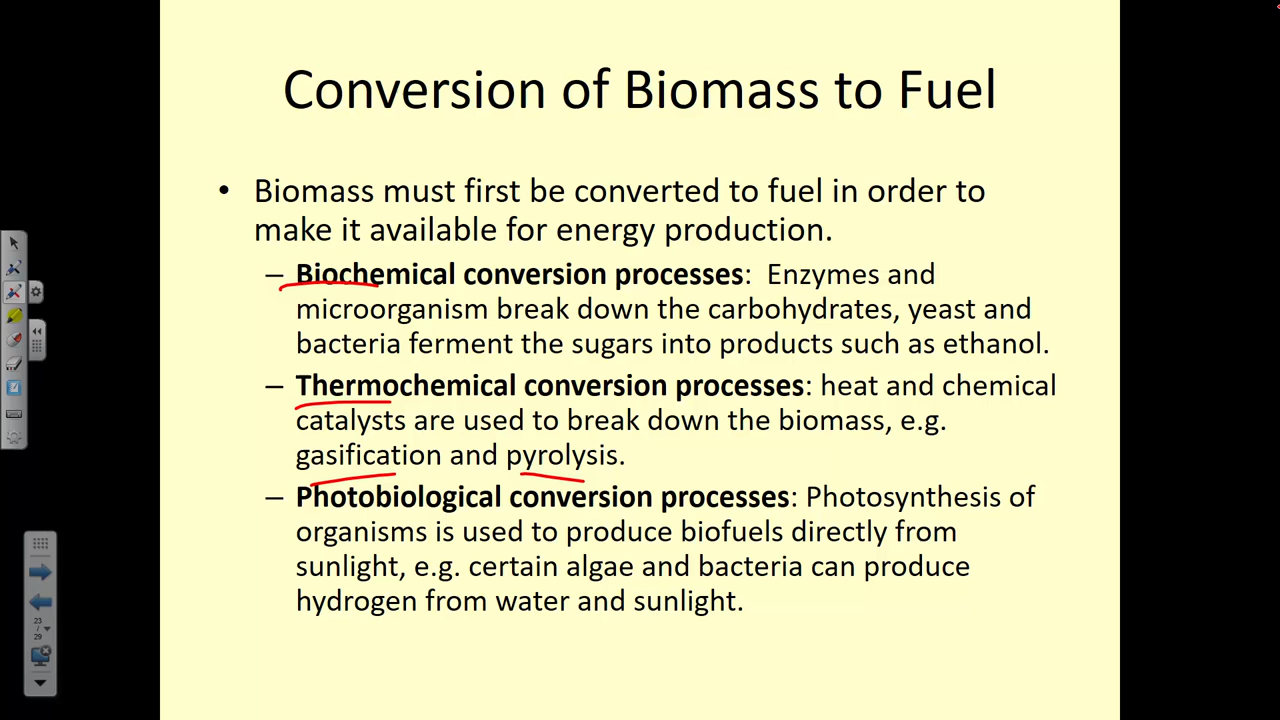 Conversion of Biomass to Fuel
• Biomass must first be converted to fuel in order to
make it available for energy production.
– Biochemical conversion processes:  Enzymes and
microorganism break down the carbohydrates, yeast and
bacteria ferment the sugars into products such as ethanol.
– Thermochemical conversion processes: heat and chemical
catalysts are used to break down the biomass, e.g.
gasification and pyrolysis.
– Photobiological conversion processes: Photosynthesis of
organisms is used to produce biofuels directly from
sunlight, e.g. certain algae and bacteria can produce
hydrogen from water and sunlight.
23
/
29